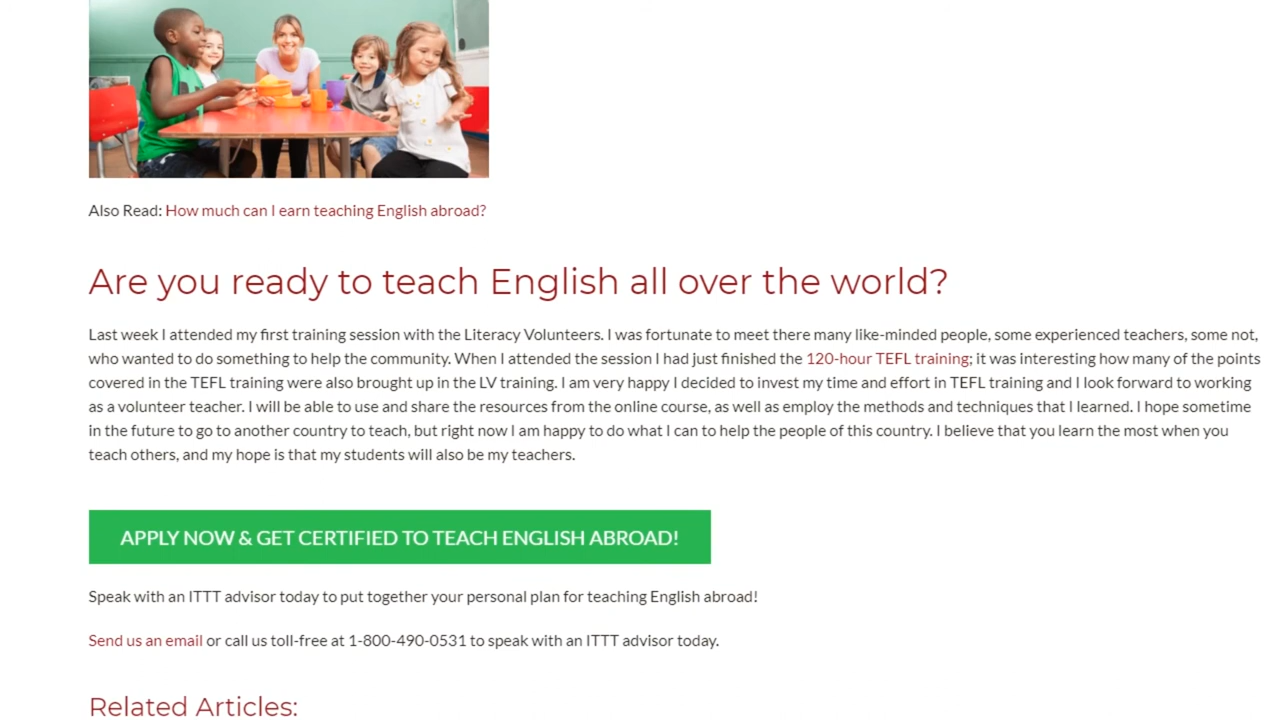 Also Read: How much can I earn teaching English abroad?
Are you ready to teach English all over the world?
Last week I attended my first training session with the Literacy Volunteers. I was fortunate to meet there many like-minded people, some experienced teachers, some not,
who wanted to do something to help the community. When I attended the session I had just finished the 120-hour TEFL training; it was interesting how many of the points
covered in the TEFL training were also brought up in the LV training. I am very happy I decided to invest my time and effort in TEFL training and I look forward to working
as a volunteer teacher. I will be able to use and share the resources from the online course, as well as employ the methods and techniques that I learned. I hope sometime
in the future to go to another country to teach, but right now I am happy to do what I can to help the people of this country. I believe that you learn the most when you
teach others, and my hope is that my students will also be my teachers.
APPLY NOW & GET CERTIFIED TO TEACH ENGLISH ABROAD!
Speak with an ITTT advisor today to put together your personal plan for teaching English abroad!
Send us an email or call us toll-free at 1-800-490-0531 to speak with an ITTT advisor today.
Related Articles: